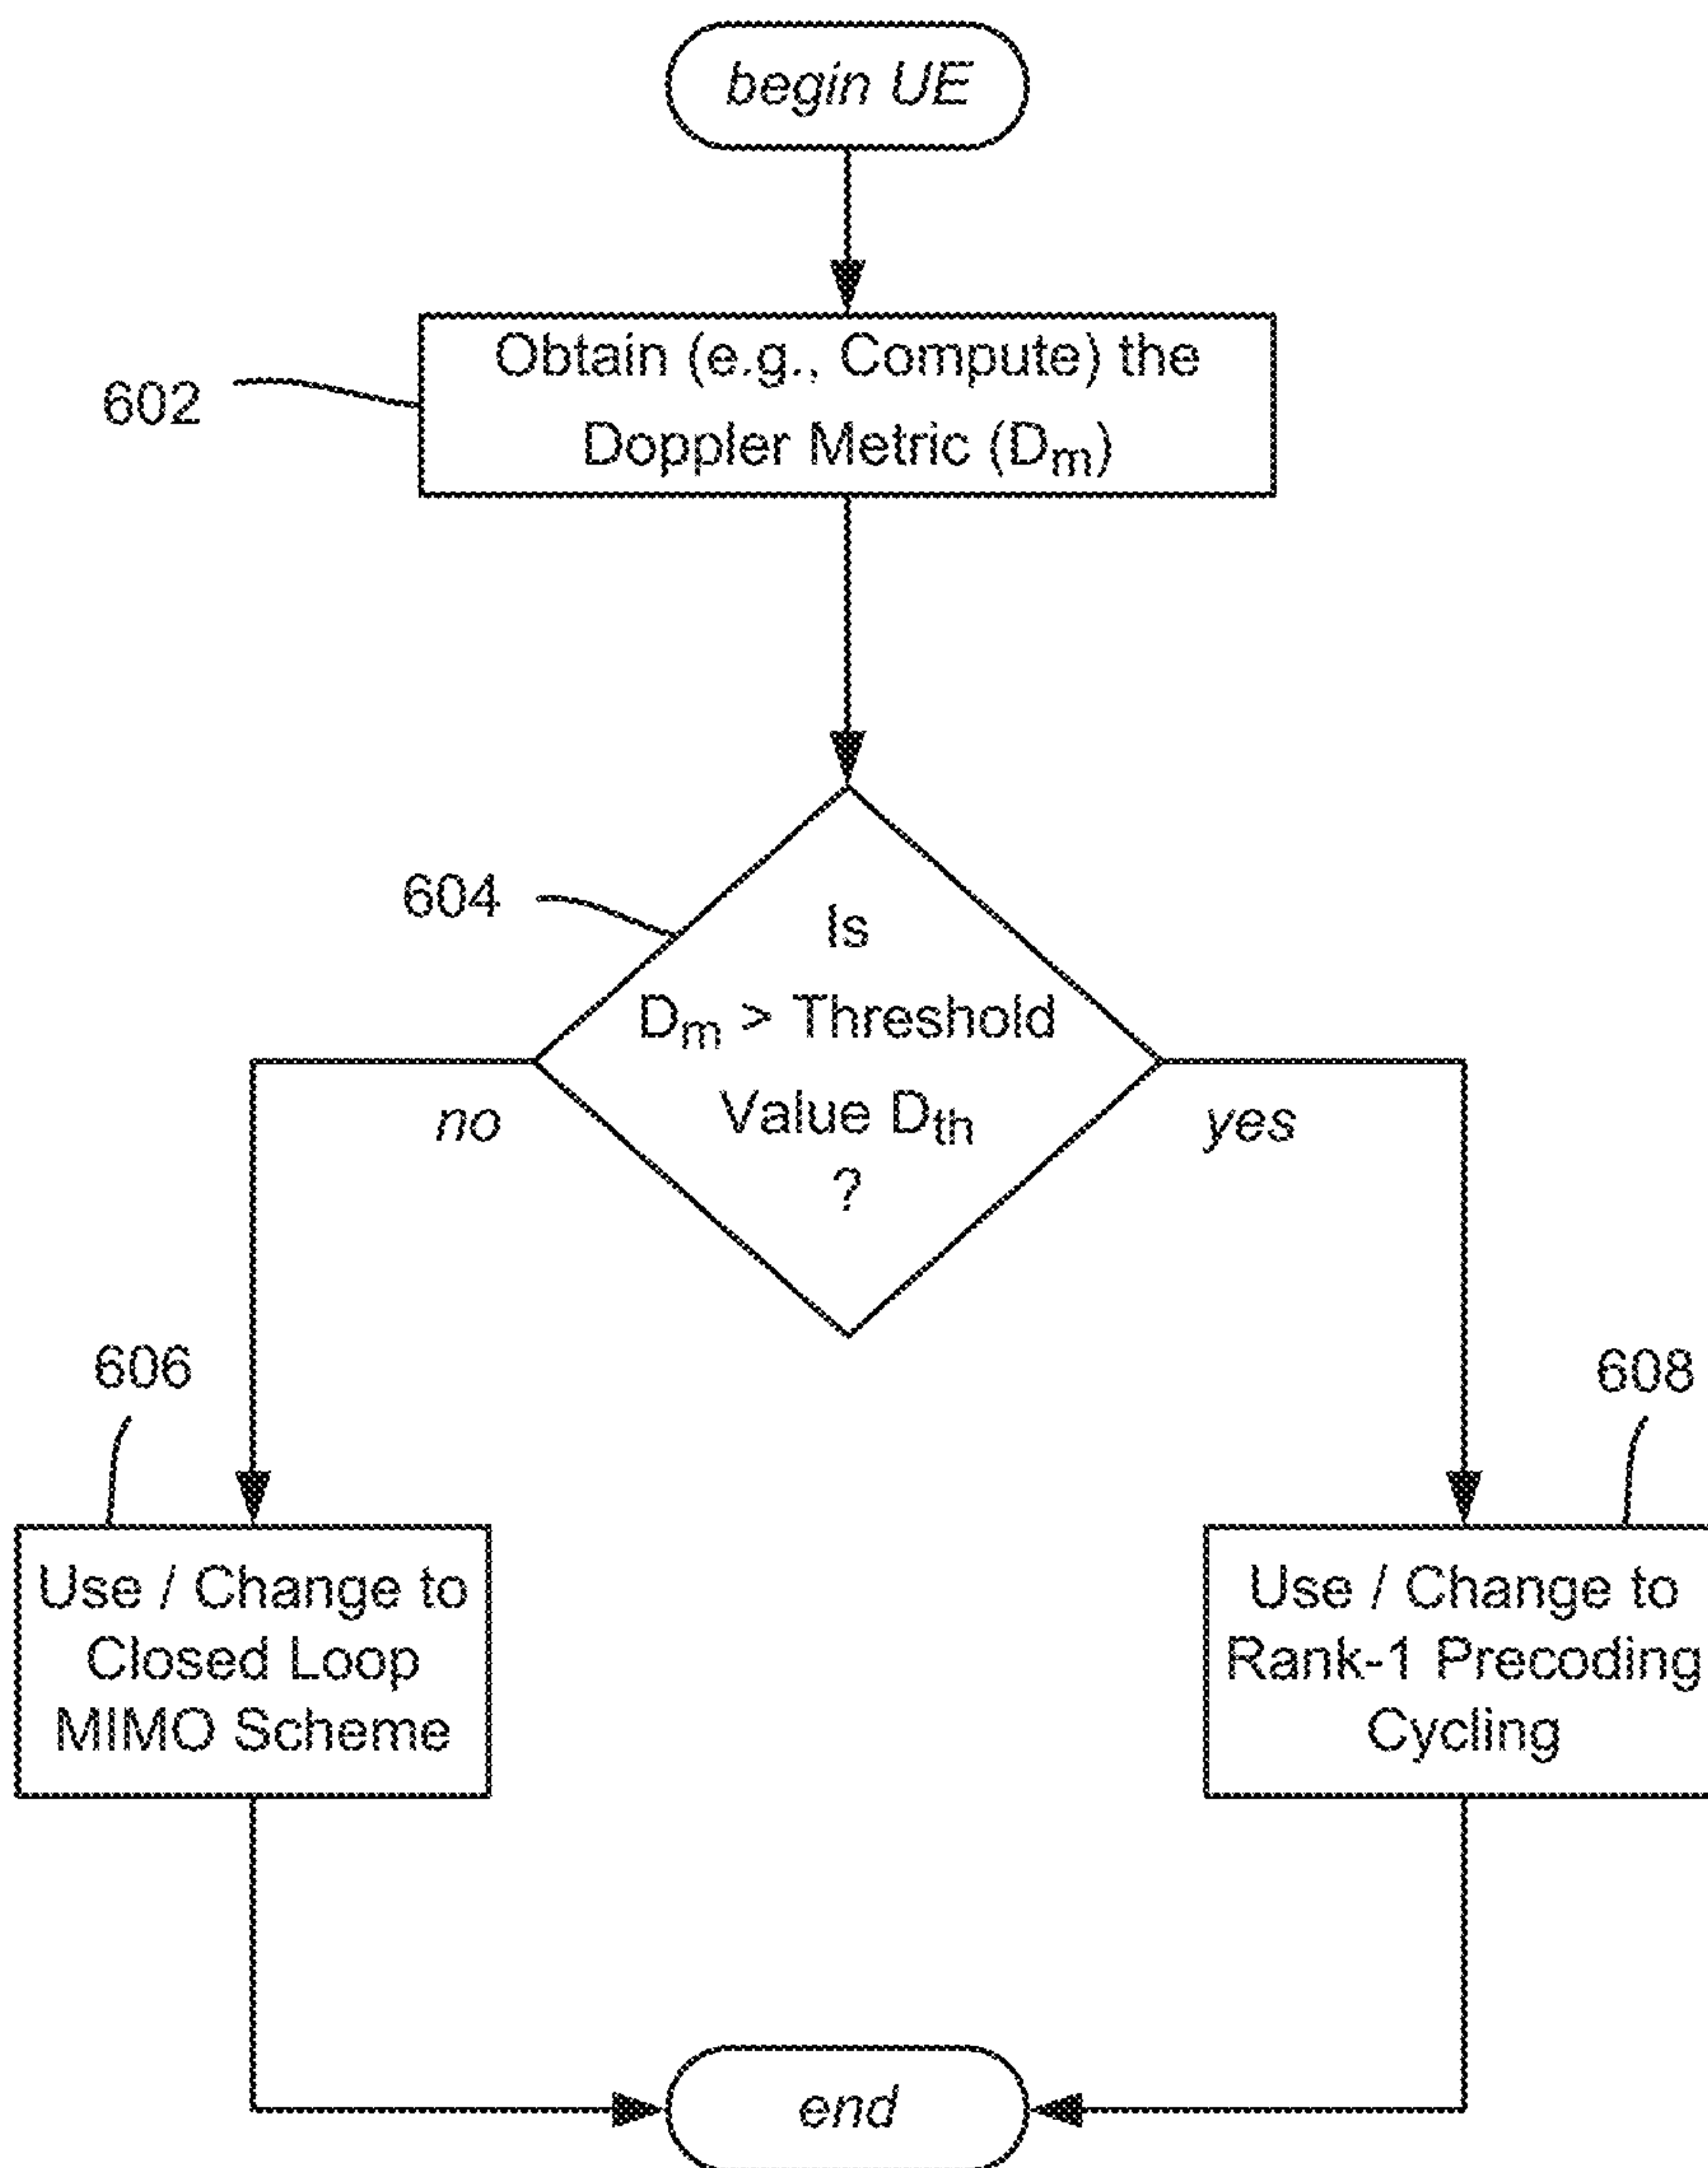 begin UE
602
Obtain (e.g., Compute) the
Doppler Metric (Dm)
604
Is
Dm > Threshold
Value Dth
?
no
yes
606
608
Use / Change to
Closed Loop
MIMO Scheme
Use / Change to
Rank-1 Precoding
Cycling
end